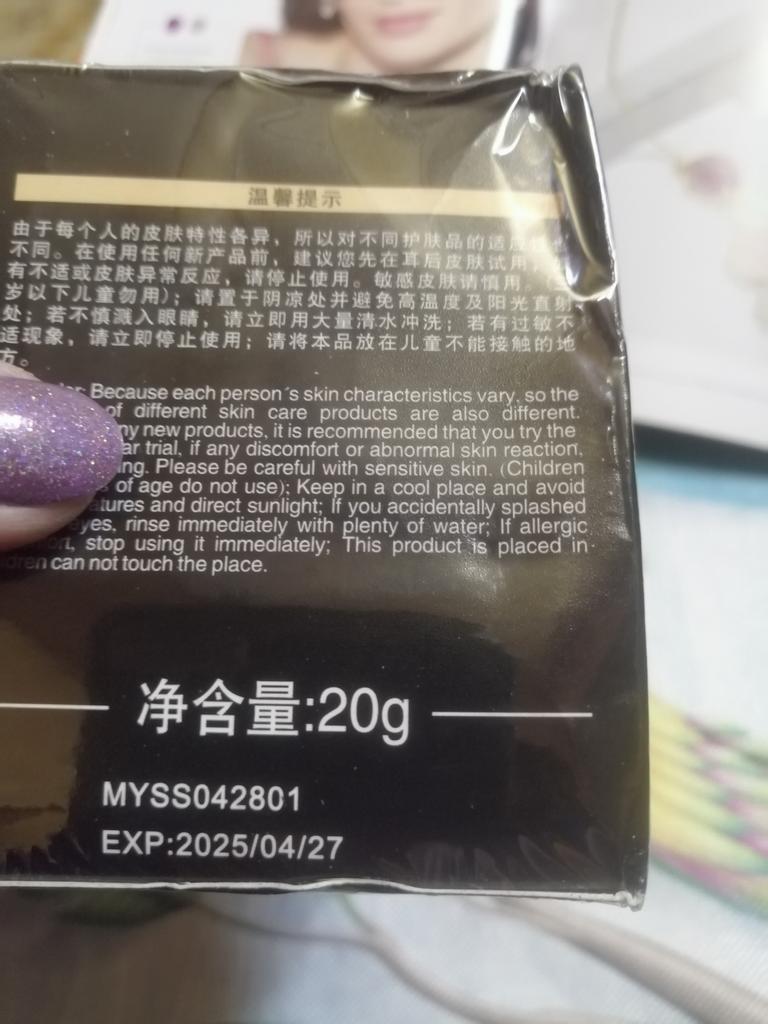 温馨提示
由于每个人的皮肤特性各异，所以对不同护肤品的适应性
不同。在使用任何新产品前，建议您先在耳后皮肤试用，
有不适或皮肤异常反应，请停止使用。敏感皮肤请慎用。（
岁以下儿童勿用）；请置于阴凉处并避免高温度及阳光直射
处；若不慎溅入眼睛，请立即用大量清水冲洗；若有过敏不
适现象，请立即停止使用；请将本品放在儿童不能接触的地
方。
Because each person´s skin characteristics vary, so the
of different skin care products are also different.
ny new products, it is recommended that you try the
ar trial, if any discomfort or abnormal skin reaction,
ng. Please be careful with sensitive skin. (Children
of age do not use); Keep in a cool place and avoid
atures and direct sunlight; If you accidentally splashed
eyes, rinse immediately with plenty of water; If allergic
ort, stop using it immediately; This product is placed in
dren can not touch the place.
净含量:20g
MYSS042801
EXP:2025/04/27